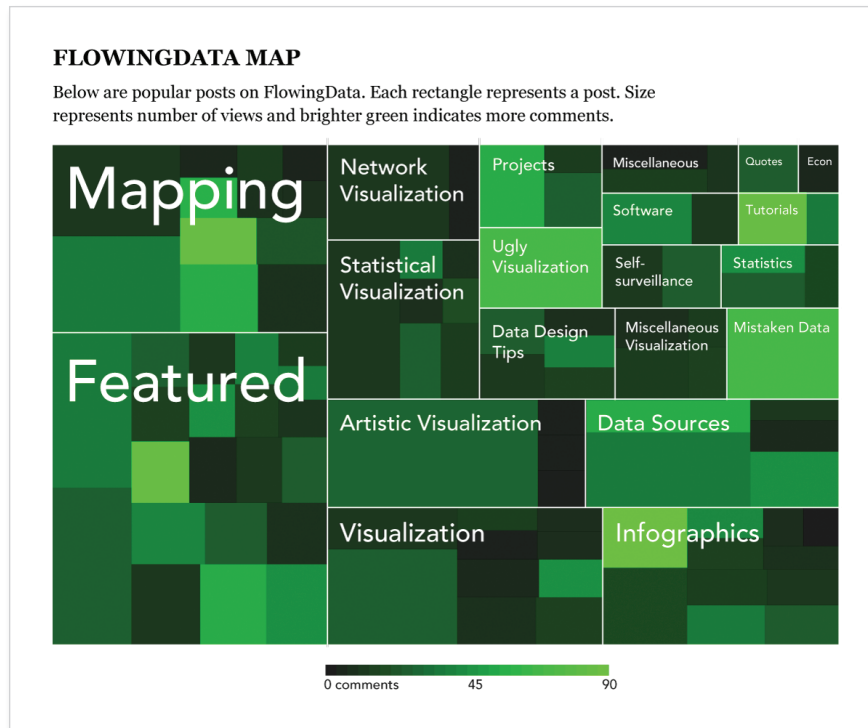 FLOWINGDATA MAP
Below are popular posts on FlowingData. Each rectangle represents a post. Size
represents number of views and brighter green indicates more comments.
Mapping
Network
Visualization
Projects
Miscellaneous
Quotes
Econ
Software
Tutorials
Statistical
Visualization
Ugly
Visualization
Self-
surveillance
Statistics
Data Design
Tips
Miscellaneous
Visualization
Mistaken Data
Featured
Artistic Visualization
Data Sources
Visualization
Infographics
0 comments
45
90